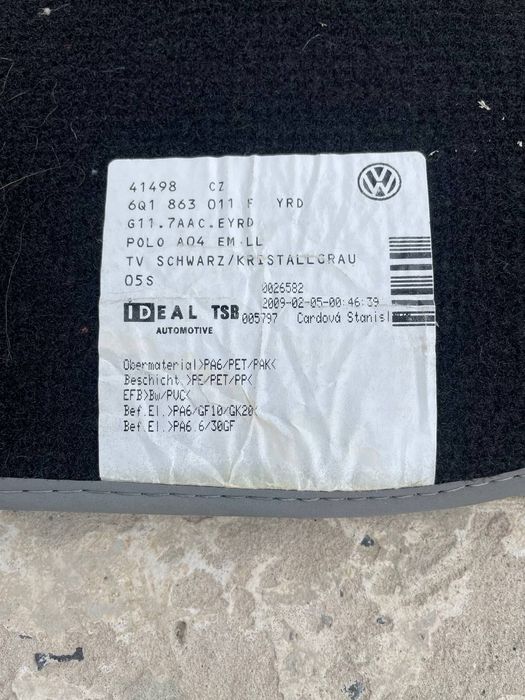 41498 CZ
6Q1 863 011 F YRD
G11.7AAC.EYRD
POLO A04 EM LL
TV SCHWARZ/KRISTALLGRAU
05S
0026582
2009-02-05-00:46:39
IDEAL TSB 005797 Cardová Stanisl
AUTOMOTIVE
Obermaterial>PA6/PET/PAK<
Beschicht.>PE/PET/PP<
EFB>Bw/PVC<
Bef.El.>PA6/GF10/GK20<
Bef.El.>PA6.6/30GF